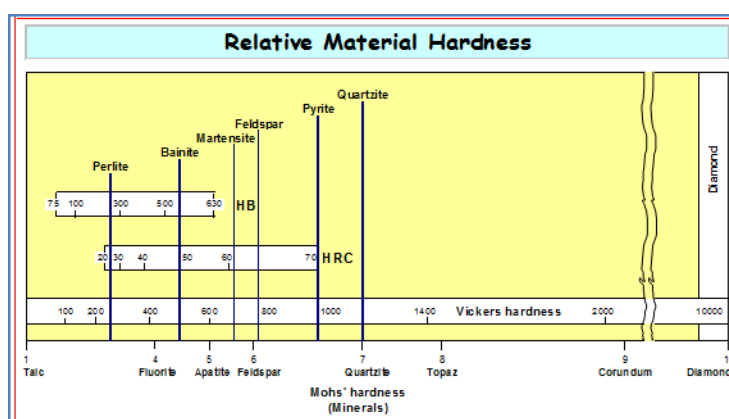 Relative Material Hardness
Quartzite
Pyrite
Feldspar
Martensite
Bainite
Perlite
Diamond
75 100 300 500 630 HB
20 30 40 50 60 70 HRC
100 200 400 600 800 1000 1400 Vickers hardness 2000 10000
1 4 5 6 7 8 9 1
Talc Fluorite Apatite Feldspar Quartzite Topaz Corundum Diamond
Mohs' hardness
(Minerals)